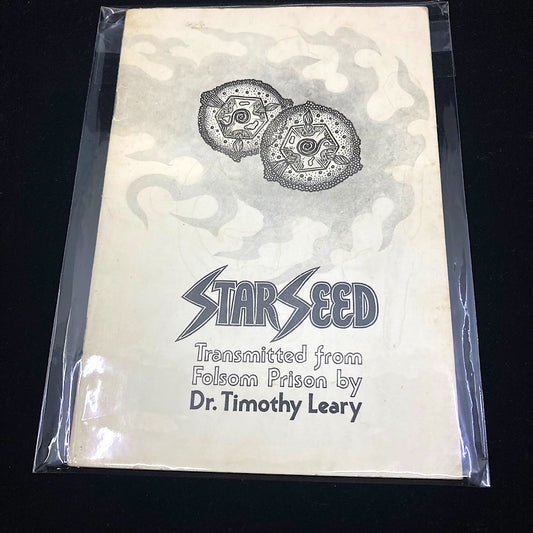 STARSEED
Transmitted from
Folsom Prison by
Dr. Timothy Leary